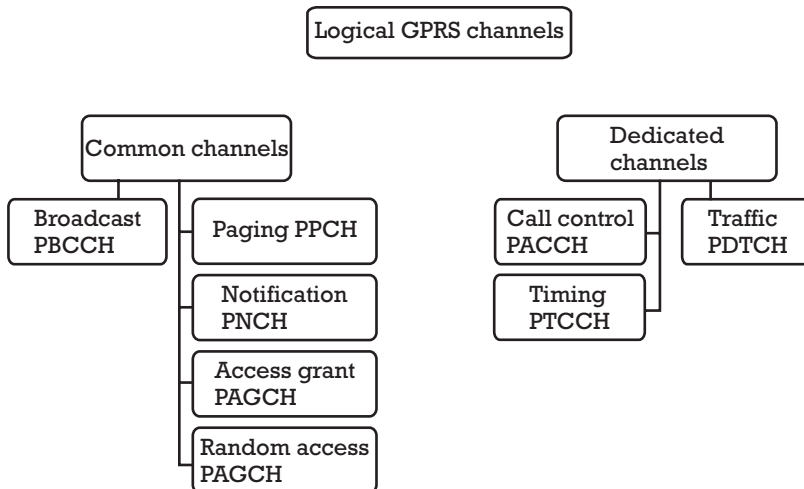 Logical GPRS channels
Common channels
Broadcast
PBCCH
Paging PPCH
Notification
PNCH
Access grant
PAGCH
Random access
PAGCH
Dedicated
channels
Call control
PACCH
Traffic
PDTCH
Timing
PTCCH